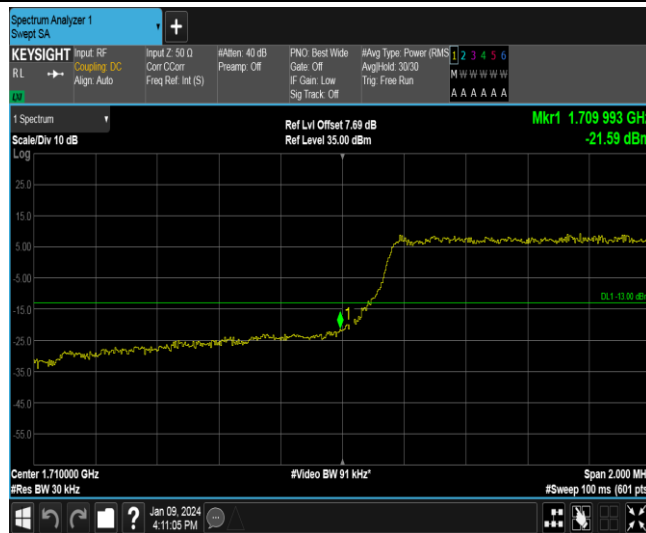 Spectrum Analyzer 1
Swept SA
+
KEYSIGHT Input: RF Input Z: 50 Ω #Atten: 40 dB PNO: Best Wide #Avg Type: Power (RMS 1 2 3 4 5 6
RL Coupling: DC Corr CCorr Preamp: Off Gate: Off Avg|Hold: 30/30 M W W W W W
Align: Auto Freq Ref: Int (S) IF Gain: Low Trig: Free Run
Sig Track: Off A A A A A A
1 Spectrum Ref Lvl Offset 7.69 dB Mkr1 1.709 993 GHz
Scale/Div 10 dB Ref Level 35.00 dBm -21.59 dBm
Log
25.0
15.0
5.00
-5.00
DL1 -13.00 dBm
-15.0
1
-25.0
-35.0
-45.0
-55.0
Center 1.710000 GHz #Video BW 91 kHz* Span 2.000 MH
#Res BW 30 kHz #Sweep 100 ms (601 pts
? Jan 09, 2024
4:11:05 PM